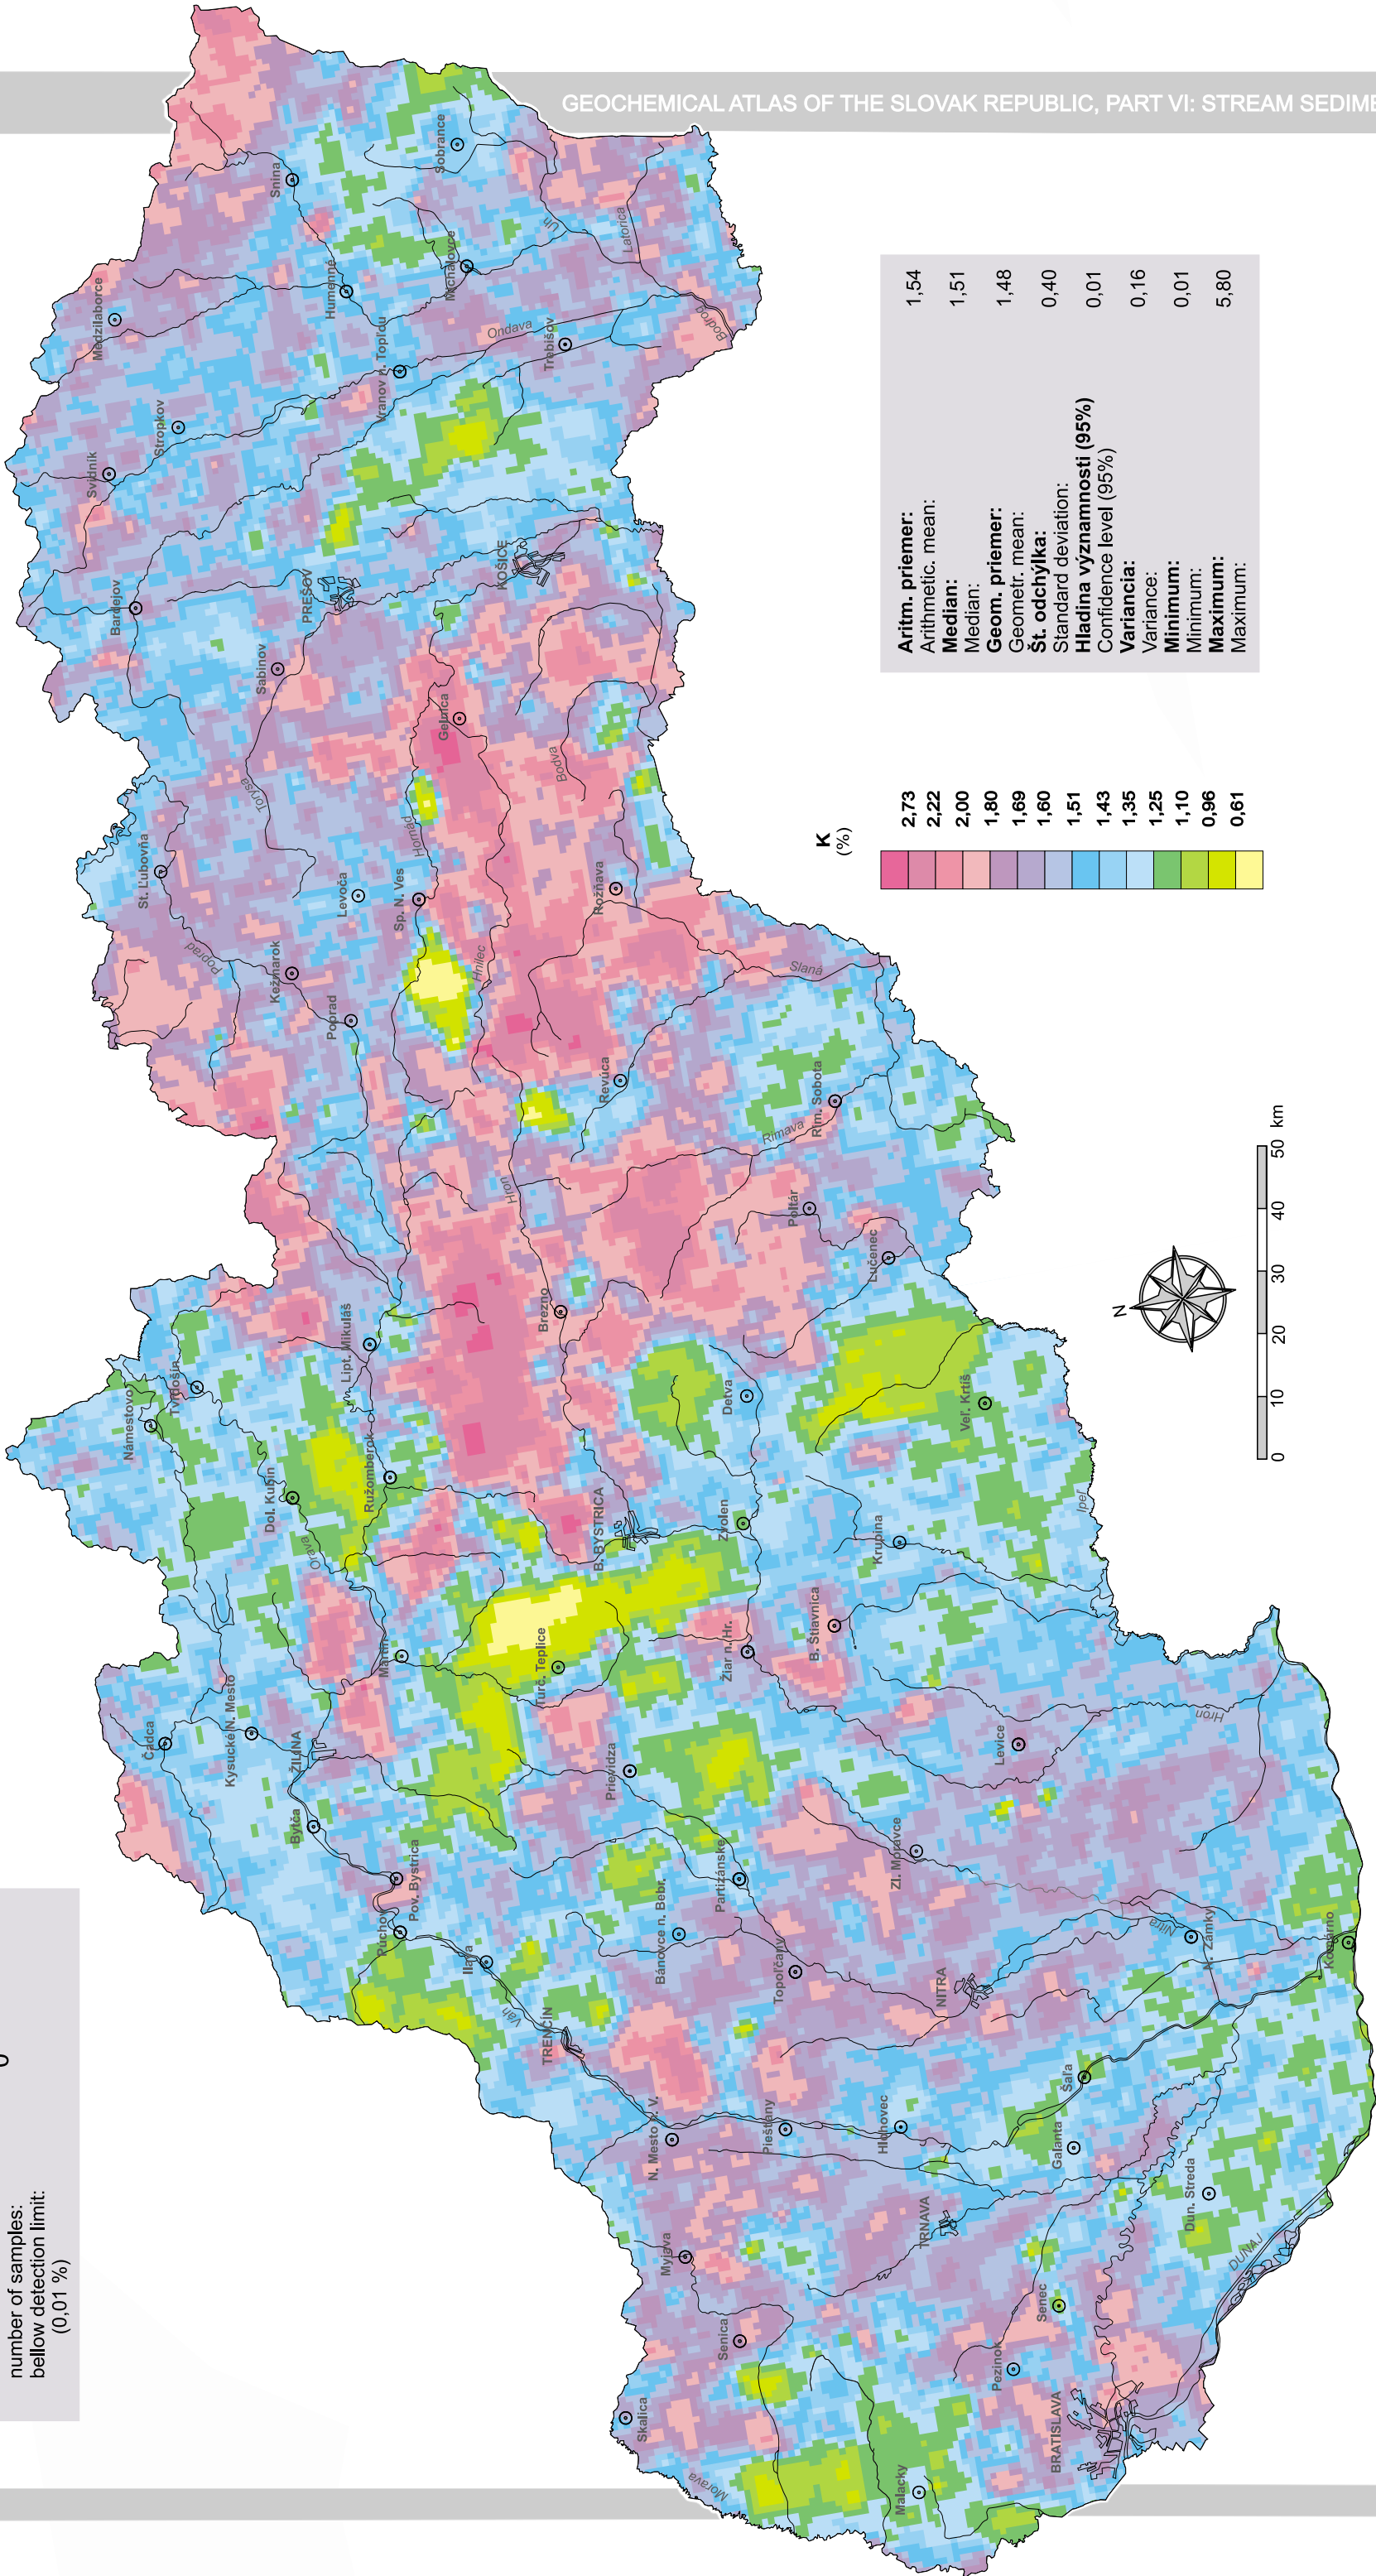 GEOCHEMICAL ATLAS OF THE SLOVAK REPUBLIC, PART VI: STREAM SEDIME
number of samples:
bellow detection limit:
(0,01 %)
Skalica
Senica
Myjava
Malacky
Morava
BRATISLAVA
Pezinok
Senec
TRNAVA
Dun. Streda
DUNAJ
Galanta
Šaľa
Hlohovec
Piešťany
N. Mesto n. V.
TRENČÍN
Váh
Ilava
Púchov
Pov. Bystrica
Bytča
ŽILINA
Kysucké N. Mesto
Čadca
Bánovce n. Bebr.
Partizánske
Topoľčany
NITRA
Nitra
N. Zámky
Komárno
Zl. Moravce
Levice
Hron
Prievidza
Martin
Turč. Teplice
Žiar n. Hr.
B. Štiavnica
Krupina
Zvolen
B. BYSTRICA
Orava
Dol. Kubín
Ružomberok
Námestovo
Tvrdošín
Lipt. Mikuláš
Brezno
Detva
Veľ. Krtíš
Ipeľ
Lučenec
Poltár
Rimava
Rim. Sobota
Hron
Revúca
Slaná
Rožňava
Poprad
Kežmarok
Poprad
St. Ľubovňa
Levoča
Sp. N. Ves
Hnilec
Hornád
Torysa
Gelnica
Bodva
Sabinov
PREŠOV
KOŠICE
Bardejov
Svidník
Stropkov
Medzilaborce
Vranov n. Topľou
Ondava
Trebišov
Humenné
Michalovce
Snina
Sobrance
Uh
Latorica
Bodrog
K
(%)
2,73
2,22
2,00
1,80
1,69
1,60
1,51
1,43
1,35
1,25
1,10
0,96
0,61
Aritm. priemer:
Arithmetic. mean: 1,54
Median:
Median: 1,51
Geom. priemer:
Geometr. mean: 1,48
Št. odchýlka:
Standard deviation: 0,40
Hladina významnosti (95%)
Confidence level (95%) 0,01
Variancia:
Variance: 0,16
Minimum:
Minimum: 0,01
Maximum:
Maximum: 5,80
N
0 10 20 30 40 50 km